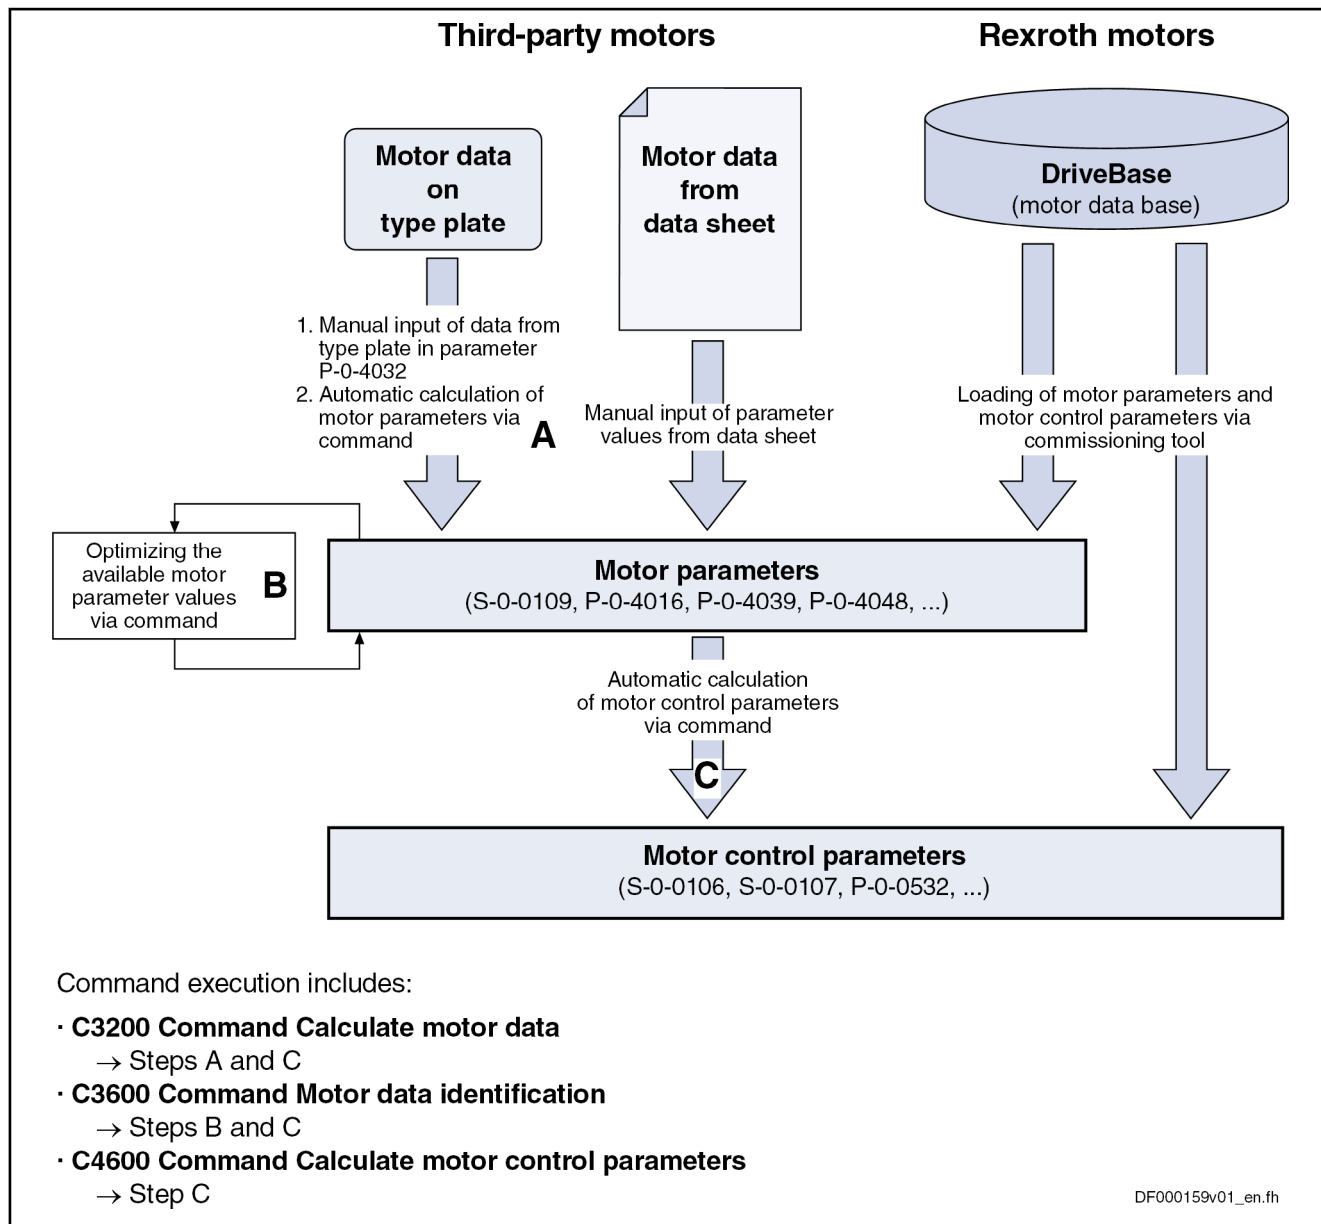 Third-party motors
Rexroth motors
Motor data
on
type plate
Motor data
from
data sheet
DriveBase
(motor data base)
1. Manual input of data from
type plate in parameter
P-0-4032
2. Automatic calculation of
motor parameters via
command
A
Manual input of parameter
values from data sheet
Loading of motor parameters and
motor control parameters via
commissioning tool
Optimizing the
available motor
parameter values
via command
B
Motor parameters
(S-0-0109, P-0-4016, P-0-4039, P-0-4048, ...)
Automatic calculation
of motor control parameters
via command
C
Motor control parameters
(S-0-0106, S-0-0107, P-0-0532, ...)
Command execution includes:
· C3200 Command Calculate motor data
→ Steps A and C
· C3600 Command Motor data identification
→ Steps B and C
· C4600 Command Calculate motor control parameters
→ Step C
DF000159v01_en.fh